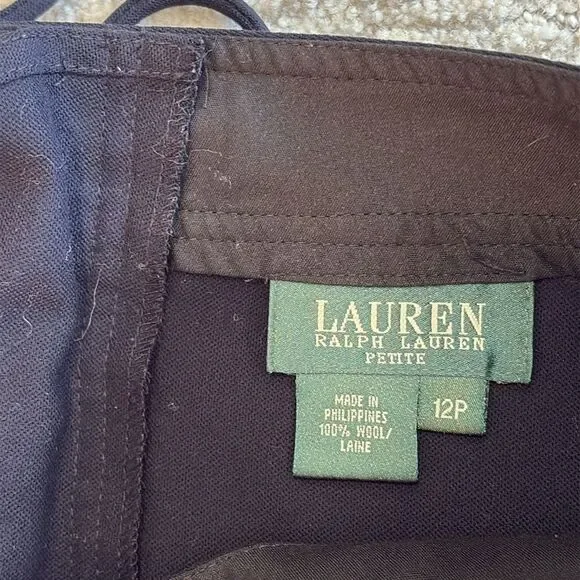 LAUREN
RALPH LAUREN
PETITE
MADE IN
PHILIPPINES
100% WOOL/
LAINE
12P